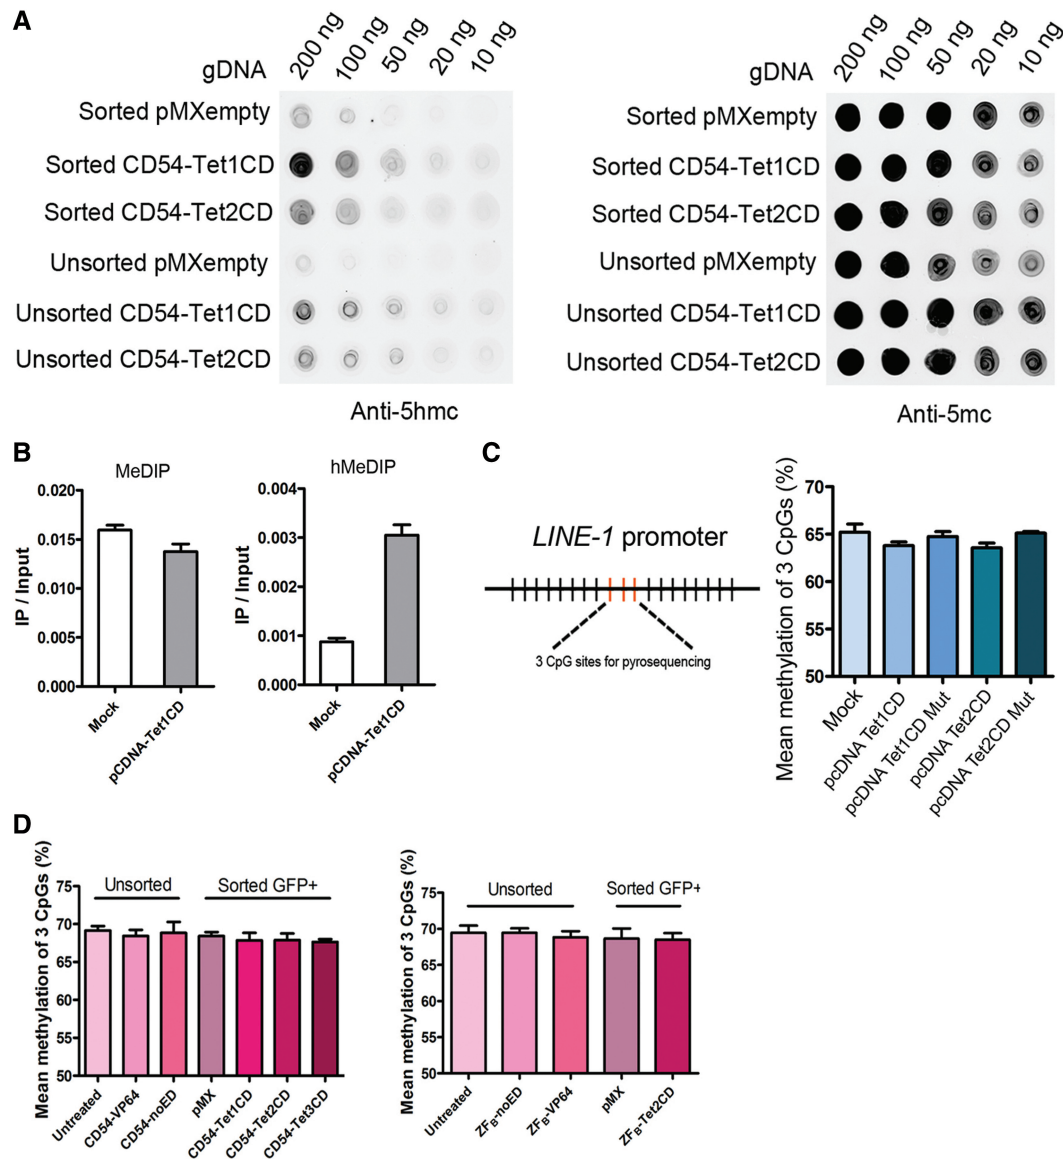 A
gDNA
200 ng
100 ng
50 ng
20 ng
10 ng
Sorted pMXempty
Sorted CD54-Tet1CD
Sorted CD54-Tet2CD
Unsorted pMXempty
Unsorted CD54-Tet1CD
Unsorted CD54-Tet2CD
Anti-5hmc
gDNA
200 ng
100 ng
50 ng
20 ng
10 ng
Sorted pMXempty
Sorted CD54-Tet1CD
Sorted CD54-Tet2CD
Unsorted pMXempty
Unsorted CD54-Tet1CD
Unsorted CD54-Tet2CD
Anti-5mc
B
MeDIP
IP / Input
0.020
0.015
0.010
0.005
0.000
Mock
pCDNA-Tet1CD
hMeDIP
IP / Input
0.004
0.003
0.002
0.001
0.000
Mock
pCDNA-Tet1CD
C
LINE-1 promoter
3 CpG sites for pyrosequencing
Mean methylation of 3 CpGs (%)
70
65
60
55
50
Mock
pcDNA Tet1CD
pcDNA Tet1CD Mut
pcDNA Tet2CD
pcDNA Tet2CD Mut
D
Mean methylation of 3 CpGs (%)
75
70
65
60
55
50
Unsorted
Sorted GFP+
Untreated
CD54-VP64
CD54-noED
pMX
CD54-Tet1CD
CD54-Tet2CD
CD54-Tet3CD
Mean methylation of 3 CpGs (%)
75
70
65
60
55
50
Unsorted
Sorted GFP+
Untreated
ZFB-noED
ZFB-VP64
pMX
ZFB-Tet2CD